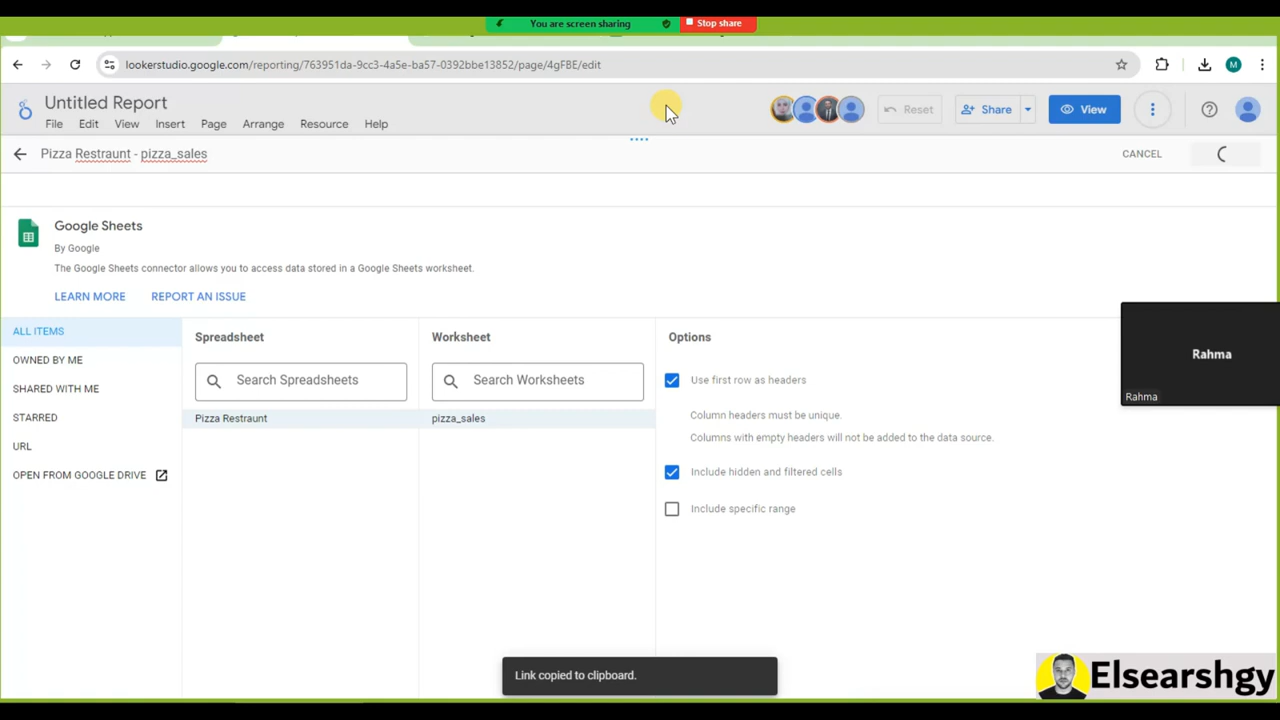 You are screen sharing
Stop share
lookerstudio.google.com/reporting/763951da-9cc3-4a5e-ba57-0392bbe13852/page/4gFBE/edit
M
Untitled Report
File Edit View Insert Page Arrange Resource Help
Reset
Share
View
Pizza Restraunt - pizza_sales
CANCEL
Google Sheets
By Google
The Google Sheets connector allows you to access data stored in a Google Sheets worksheet.
LEARN MORE REPORT AN ISSUE
ALL ITEMS
OWNED BY ME
SHARED WITH ME
STARRED
URL
OPEN FROM GOOGLE DRIVE
Spreadsheet
Search Spreadsheets
Pizza Restraunt
Worksheet
Search Worksheets
pizza_sales
Options
Use first row as headers
Column headers must be unique.
Columns with empty headers will not be added to the data source.
Include hidden and filtered cells
Include specific range
Rahma
Rahma
Link copied to clipboard.
Elsearshgy